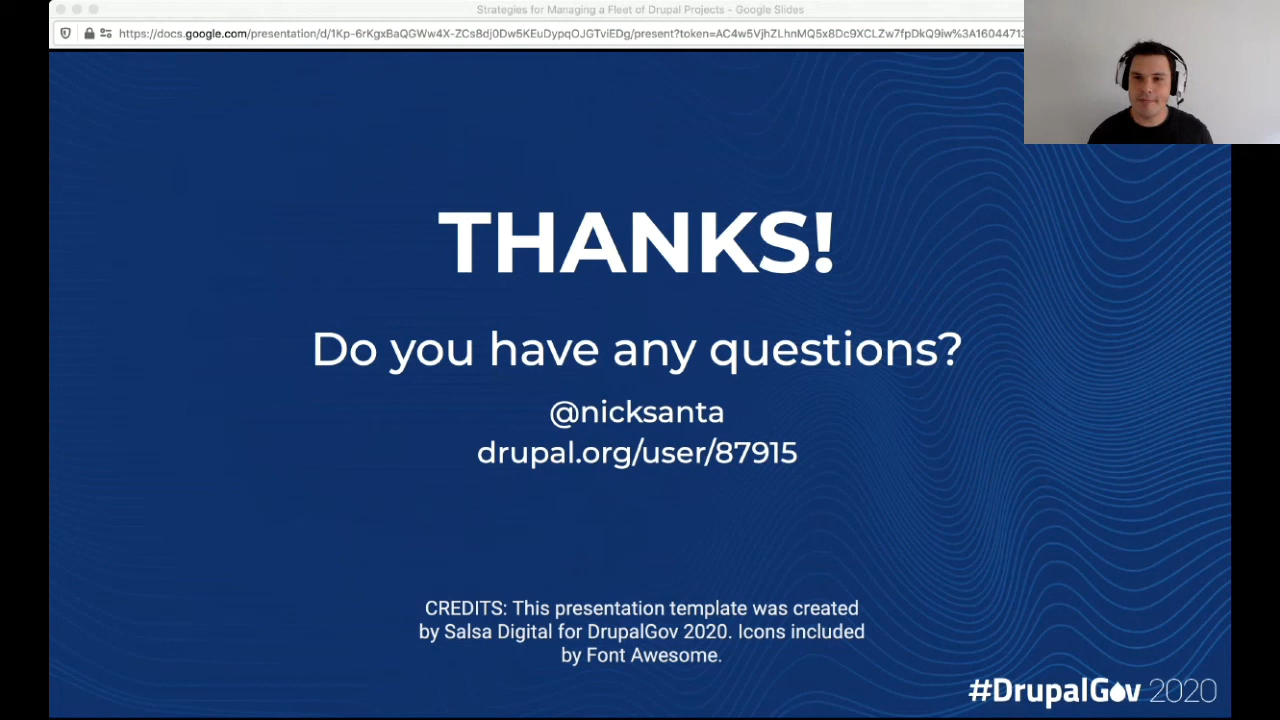 Strategies for Managing a Fleet of Drupal Projects - Google Slides
https://docs.google.com/presentation/d/1Kp-6rKgxBaQGWw4X-ZCs8dj0Dw5KEuDypqOJGTviEDg/present?token=AC4w5VjhZLhnMQ5x8Dc9XCLZw7fpDkQ9iw%3A1604471
THANKS!
Do you have any questions?
@nicksanta
drupal.org/user/87915
CREDITS: This presentation template was created
by Salsa Digital for DrupalGov 2020. Icons included
by Font Awesome.
#DrupalGov 2020